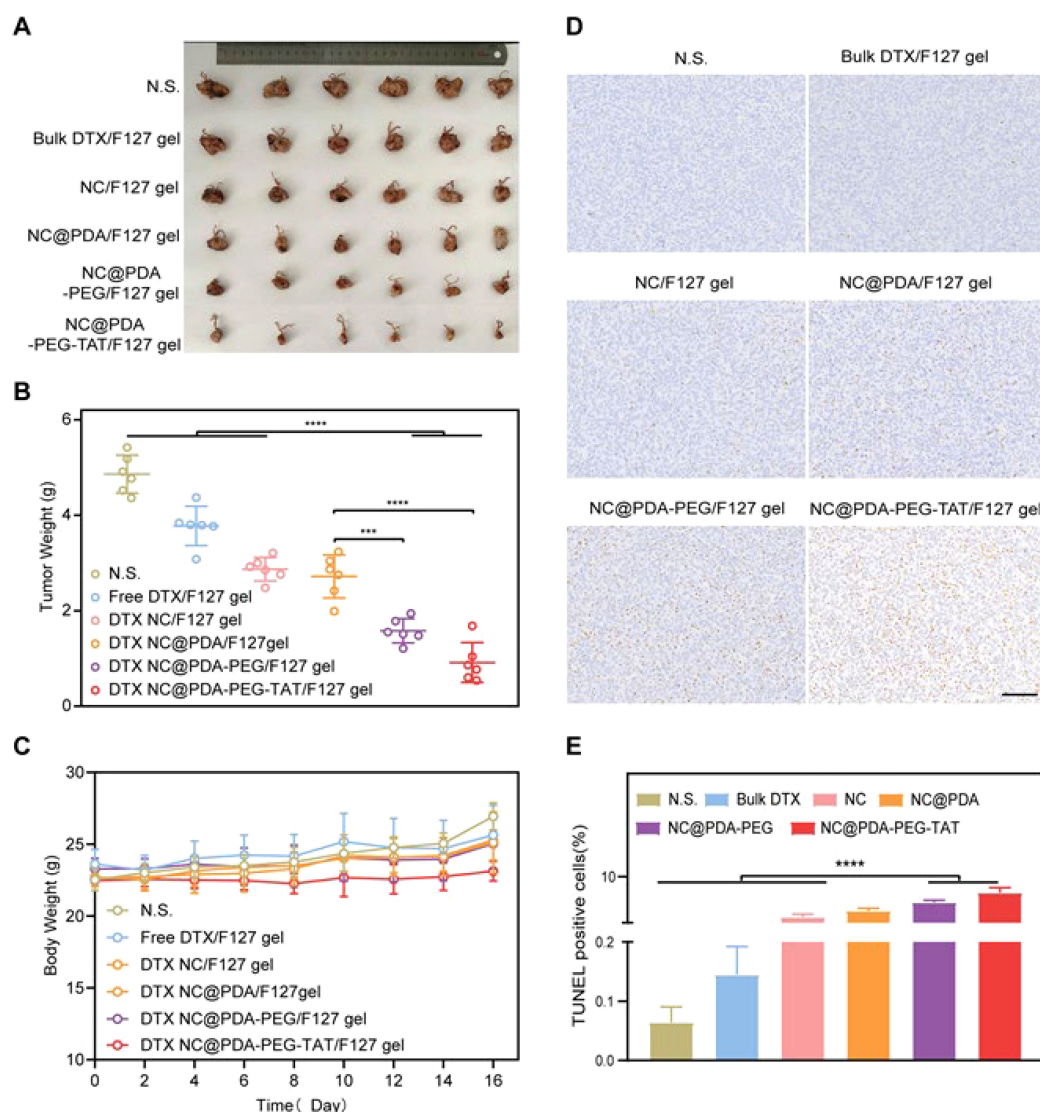 A
N.S.
Bulk DTX/F127 gel
NC/F127 gel
NC@PDA/F127 gel
NC@PDA
-PEG/F127 gel
NC@PDA
-PEG-TAT/F127 gel
B
6
4
2
0
Tumor Weight (g)
****
****
***
N.S.
Free DTX/F127 gel
DTX NC/F127 gel
DTX NC@PDA/F127gel
DTX NC@PDA-PEG/F127 gel
DTX NC@PDA-PEG-TAT/F127 gel
C
30
25
20
15
10
Body Weight (g)
N.S.
Free DTX/F127 gel
DTX NC/F127 gel
DTX NC@PDA/F127gel
DTX NC@PDA-PEG/F127 gel
DTX NC@PDA-PEG-TAT/F127 gel
0 2 4 6 8 10 12 14 16
Time( Day)
D
N.S. Bulk DTX/F127 gel
NC/F127 gel NC@PDA/F127 gel
NC@PDA-PEG/F127 gel NC@PDA-PEG-TAT/F127 gel
E
N.S. Bulk DTX NC NC@PDA
NC@PDA-PEG NC@PDA-PEG-TAT
****
10
0.2
0.1
0.0
TUNEL positive cells(%)